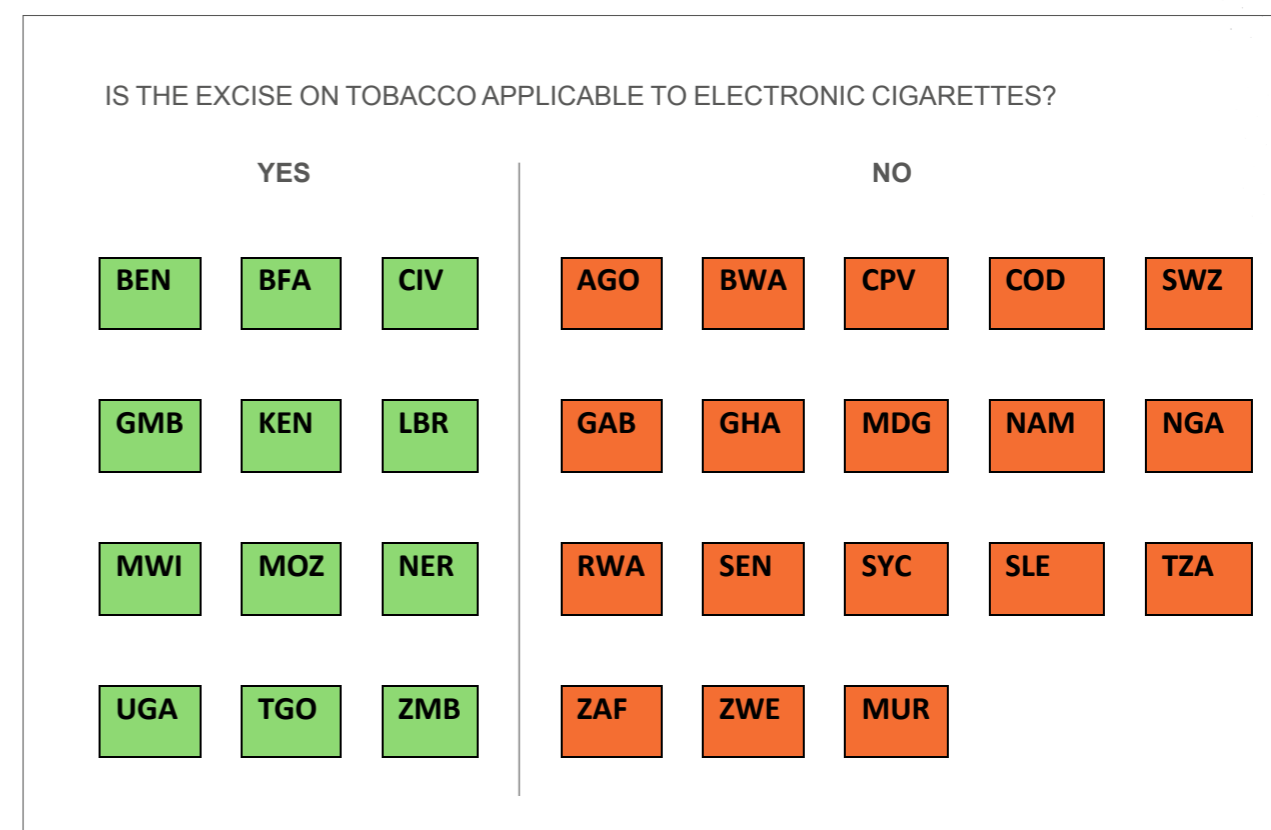 IS THE EXCISE ON TOBACCO APPLICABLE TO ELECTRONIC CIGARETTES?
YES NO
BEN BFA CIV AGO BWA CPV COD SWZ
GMB KEN LBR GAB GHA MDG NAM NGA
MWI MOZ NER RWA SEN SYC SLE TZA
UGA TGO ZMB ZAF ZWE MUR